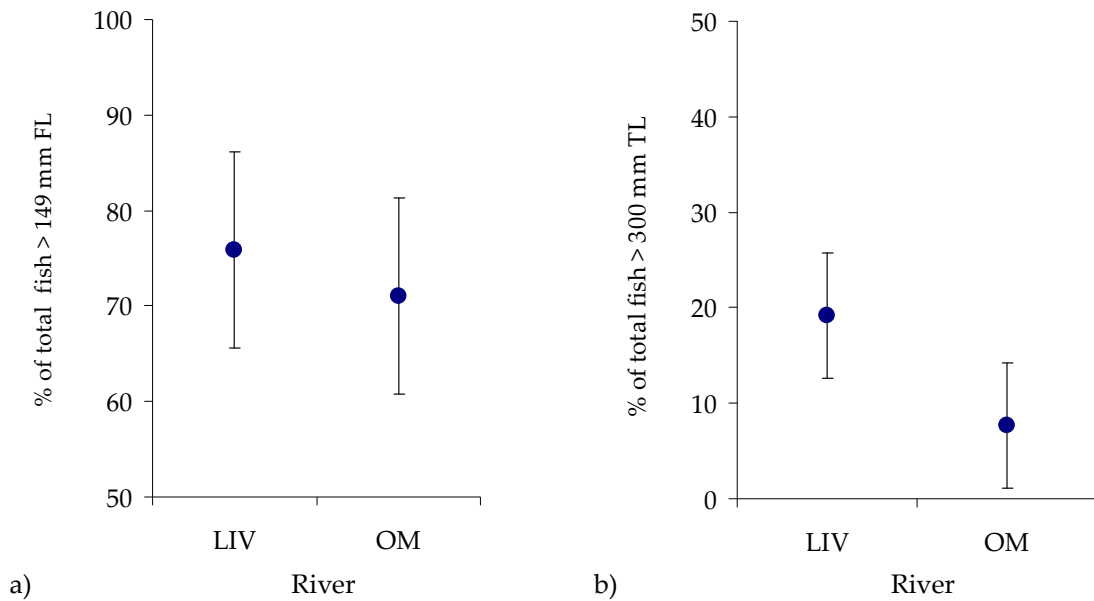 % of total fish > 149 mm FL
100
90
80
70
60
50
LIV
OM
River
a)
% of total fish > 300 mm TL
50
40
30
20
10
0
LIV
OM
River
b)